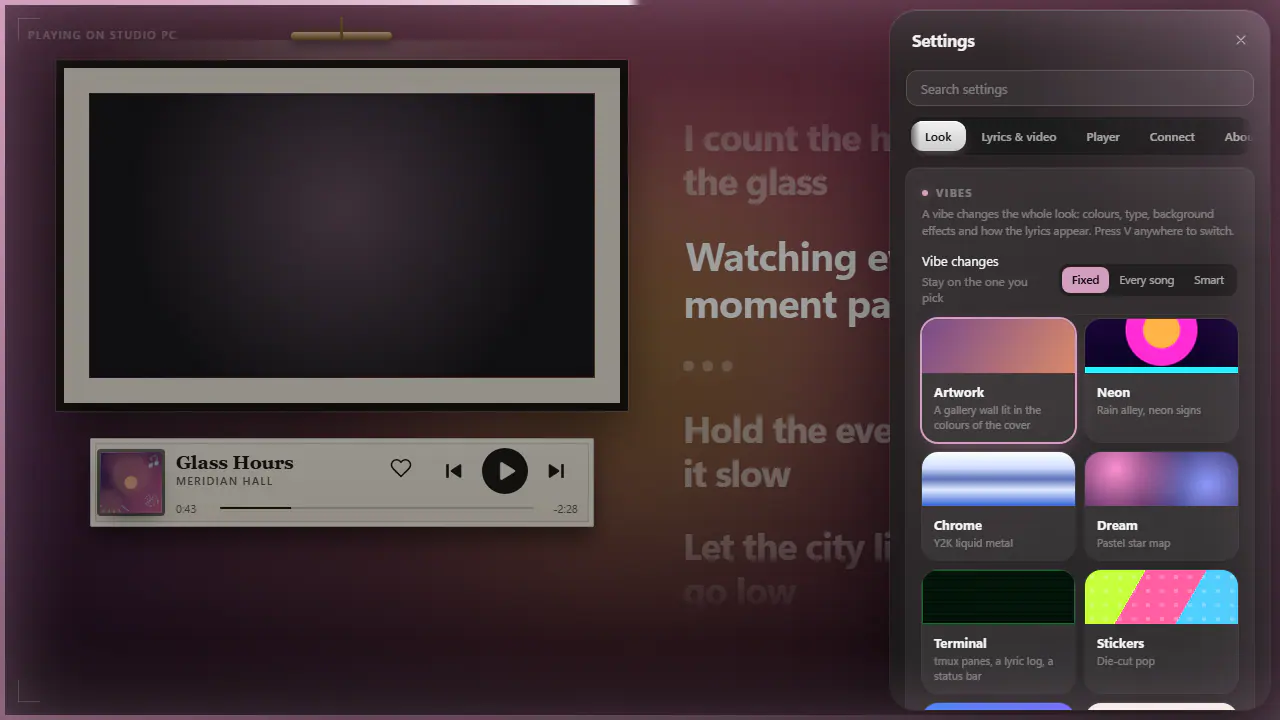 PLAYING ON STUDIO PC
I count the
the glass
Watching
moment
Hold the
it slow
Let the city
go low
Glass Hours
MERIDIAN HALL
0:43
-2:28
Settings
Search settings
Look
Lyrics & video
Player
Connect
VIBES
A vibe changes the whole look: colours, type, background
effects and how the lyrics appear. Press V anywhere to switch.
Vibe changes
Stay on the one you
pick
Fixed
Every song
Smart
Artwork
A gallery wall lit in the
colours of the cover
Neon
Rain alley, neon signs
Chrome
Y2K liquid metal
Dream
Pastel star map
Terminal
tmux panes, a lyric log, a
status bar
Stickers
Die-cut pop